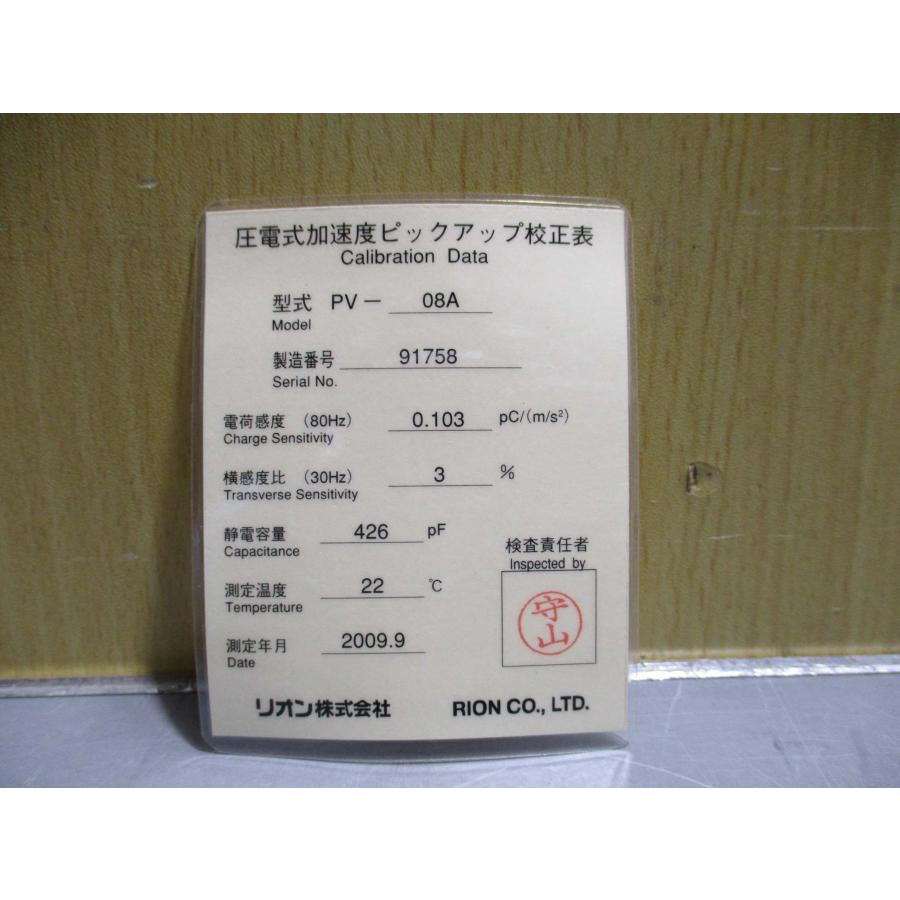 圧電式加速度ピックアップ校正表
Calibration Data
型式 PV－ 08A
Model
製造番号 91758
Serial No.
電荷感度 (80Hz) 0.103 pC/(m/s²)
Charge Sensitivity
横感度比 (30Hz) 3 %
Transverse Sensitivity
静電容量 426 pF
Capacitance
測定温度 22 ℃
Temperature
測定年月 2009.9
Date
検査責任者
Inspected by
守山
リオン株式会社 RION CO., LTD.